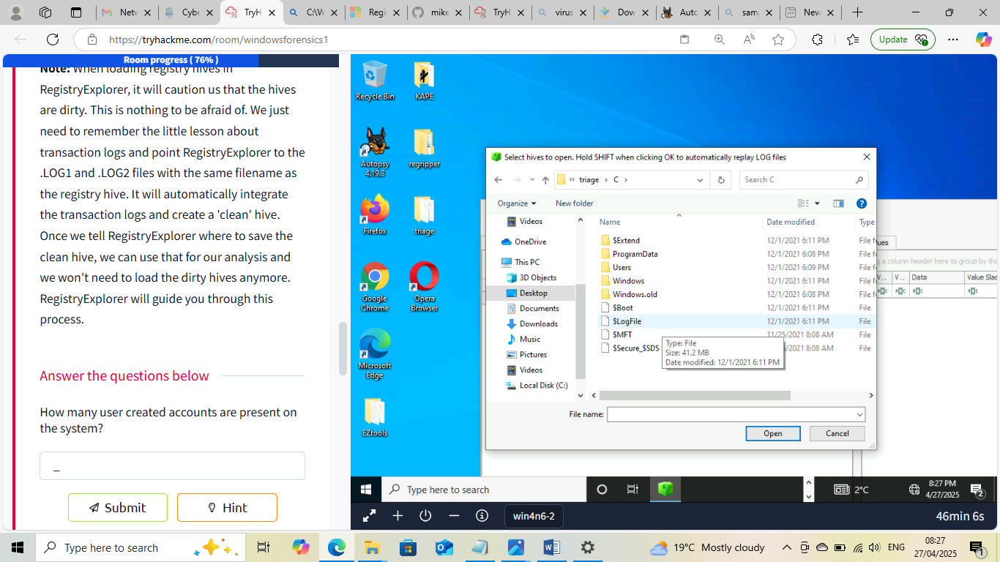 Netw
Cybe
TryH
C:\W
Regi
mike
TryH
virus
Dow
Auto
sam
New
https://tryhackme.com/room/windowsforensics1
Update
Room progress ( 76% )
Note: When loading registry hives in
RegistryExplorer, it will caution us that the hives
are dirty. This is nothing to be afraid of. We just
need to remember the little lesson about
transaction logs and point RegistryExplorer to the
.LOG1 and .LOG2 files with the same filename as
the registry hive. It will automatically integrate
the transaction logs and create a 'clean' hive.
Once we tell RegistryExplorer where to save the
clean hive, we can use that for our analysis and
we won't need to load the dirty hives anymore.
RegistryExplorer will guide you through this
process.
Answer the questions below
How many user created accounts are present on
the system?
_
Submit
Hint
Recycle Bin
KAPE
Autopsy
4.19.3
regripper
Firefox
triage
Google
Chrome
Opera
Browser
Microsoft
Edge
EZtools
Select hives to open. Hold SHIFT when clicking OK to automatically replay LOG files
« triage › C ›
Search C
Organize
New folder
Videos
OneDrive
This PC
3D Objects
Desktop
Documents
Downloads
Music
Pictures
Videos
Local Disk (C:)
Name Date modified Type
$Extend 12/1/2021 6:11 PM File f
ProgramData 12/1/2021 6:08 PM File f
Users 12/1/2021 6:09 PM File f
Windows 12/1/2021 6:11 PM File f
Windows.old 12/1/2021 6:08 PM File f
$Boot 12/1/2021 6:11 PM File
$LogFile 12/1/2021 6:11 PM File
$MFT 11/25/2021 8:08 AM File
$Secure_$SDS 8:08 AM File
Type: File
Size: 41.2 MB
Date modified: 12/1/2021 6:11 PM
File name:
Open
Cancel
ues
g a column header here to group by tha
V... V... Data Value Slac
Type here to search
2°C
8:27 PM
4/27/2025
2
win4n6-2
46min 6s
Type here to search
19°C Mostly cloudy
ENG
08:27
27/04/2025
1